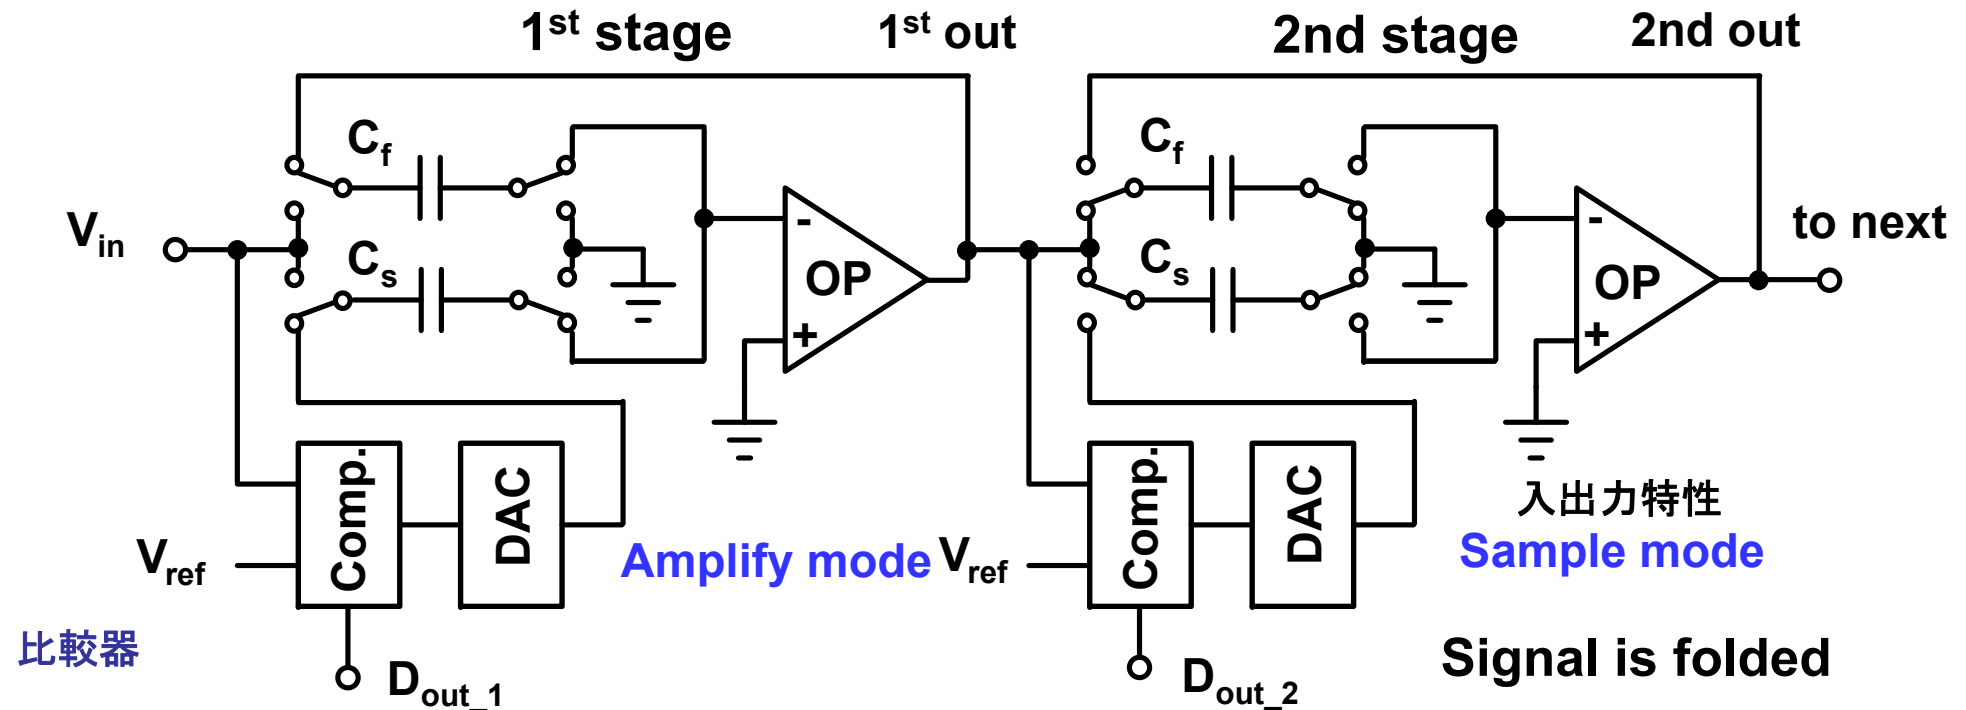 1st stage
1st out
2nd stage
2nd out
Cf
Cf
Vin
Cs
Cs
-
OP
+
-
OP
+
to next
Comp.
DAC
Comp.
DAC
入出力特性
Vref
Amplify mode
Vref
Sample mode
比較器
Dout_1
Dout_2
Signal is folded